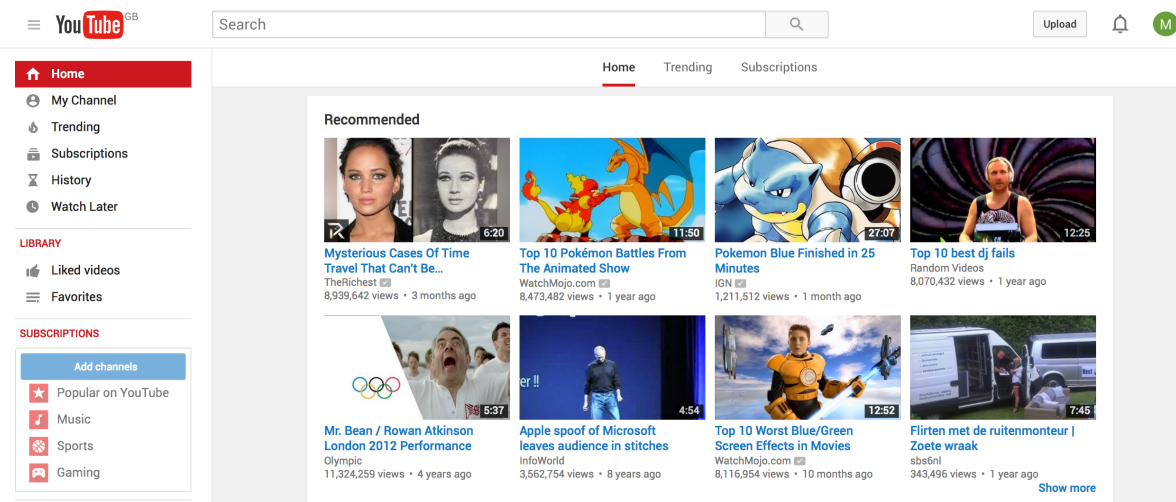 YouTube GB
Search
Upload
M
Home
My Channel
Trending
Subscriptions
History
Watch Later
LIBRARY
Liked videos
Favorites
SUBSCRIPTIONS
Add channels
Popular on YouTube
Music
Sports
Gaming
Home Trending Subscriptions
Recommended
6:20
Mysterious Cases Of Time
Travel That Can't Be...
TheRichest
8,939,642 views • 3 months ago
11:50
Top 10 Pokémon Battles From
The Animated Show
WatchMojo.com
8,473,482 views • 1 year ago
27:07
Pokemon Blue Finished in 25
Minutes
IGN
1,211,512 views • 1 month ago
12:25
Top 10 best dj fails
Random Videos
8,070,432 views • 1 year ago
5:37
Mr. Bean / Rowan Atkinson
London 2012 Performance
Olympic
11,324,259 views • 4 years ago
er !!
4:54
Apple spoof of Microsoft
leaves audience in stitches
InfoWorld
3,562,754 views • 8 years ago
12:52
Top 10 Worst Blue/Green
Screen Effects in Movies
WatchMojo.com
8,116,954 views • 10 months ago
7:45
Flirten met de ruitenmonteur |
Zoete wraak
sbs6nl
343,496 views • 1 year ago
Show more